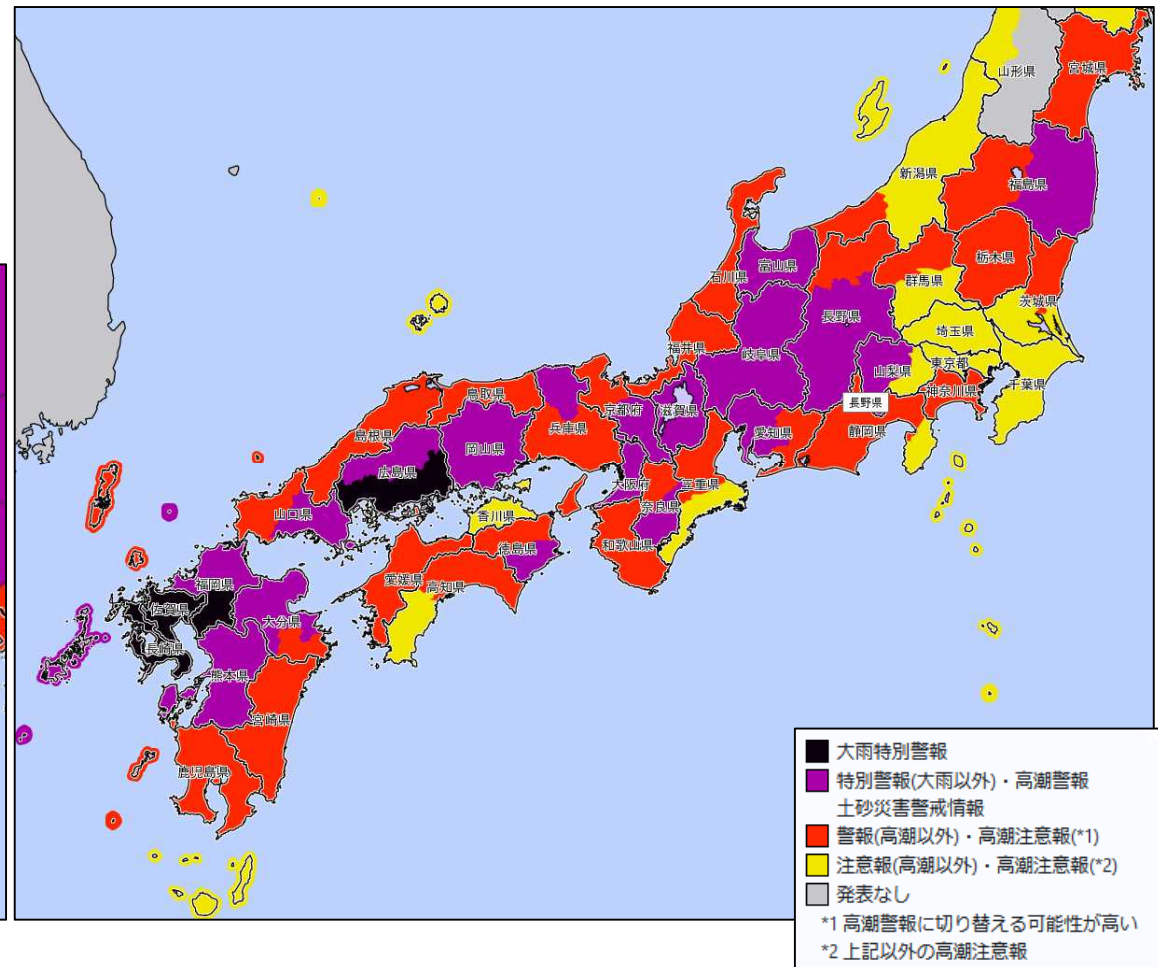 山形県
宮城県
新潟県
福島県
栃木県
石川県
富山県
群馬県
茨城県
長野県
埼玉県
福井県
岐阜県
山梨県
東京都
千葉県
鳥取県
京都府
滋賀県
長野県
神奈川県
島根県
兵庫県
愛知県
静岡県
岡山県
広島県
大阪府
三重県
山口県
香川県
奈良県
和歌山県
徳島県
福岡県
愛媛県
高知県
佐賀県
大分県
長崎県
熊本県
宮崎県
鹿児島県
大雨特別警報
特別警報(大雨以外)・高潮警報
土砂災害警戒情報
警報(高潮以外)・高潮注意報(*1)
注意報(高潮以外)・高潮注意報(*2)
発表なし
*1 高潮警報に切り替える可能性が高い
*2 上記以外の高潮注意報